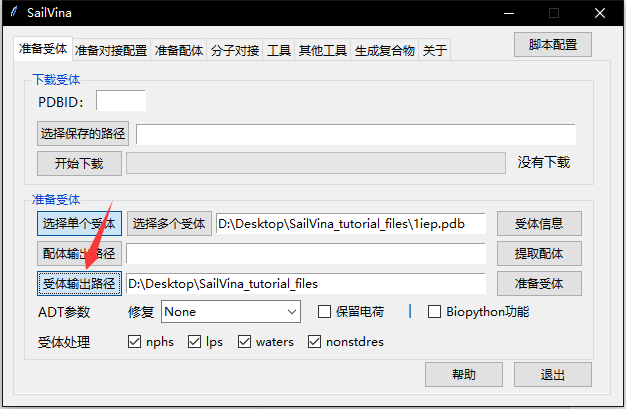 SailVina
准备受体 准备对接配置 准备配体 分子对接 工具 其他工具 生成复合物 关于 脚本配置
下载受体
PDBID:
选择保存的路径
开始下载 没有下载
准备受体
选择单个受体 选择多个受体 D:\Desktop\SailVina_tutorial_files\1iep.pdb 受体信息
配体输出路径 提取配体
受体输出路径 D:\Desktop\SailVina_tutorial_files 准备受体
ADT参数 修复 None 保留电荷 | Biopython功能
受体处理 nphs lps waters nonstdres
帮助 退出